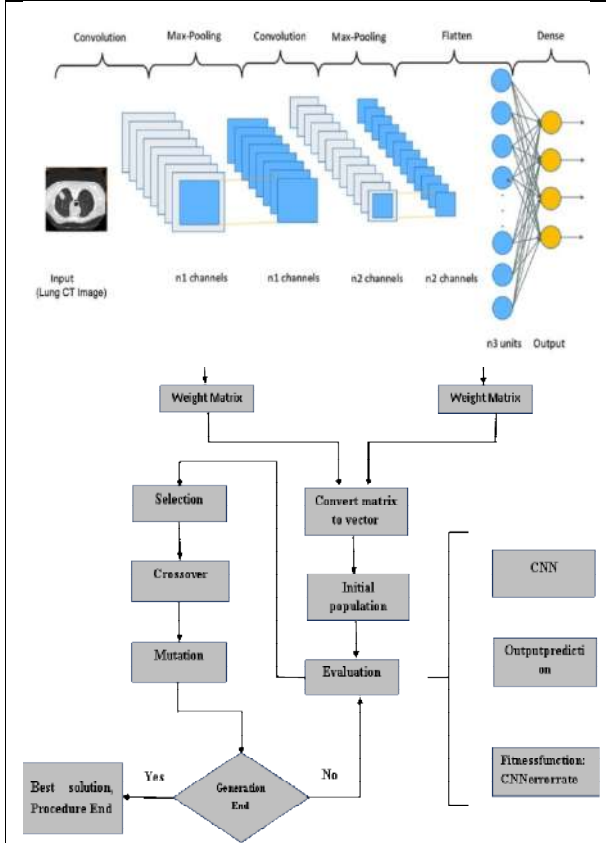 Convolution Max-Pooling Convolution Max-Pooling Flatten Dense
Input
(Lung CT Image)
n1 channels n1 channels n2 channels n2 channels
n3 units Output
Weight Matrix Weight Matrix
Selection
Convert matrix
to vector
Crossover
Initial
population
CNN
Mutation
Evaluation
Outputpredicti
on
Generation
End
Yes
No
Best solution,
Procedure End
Fitnessfunction:
CNNerrorrate